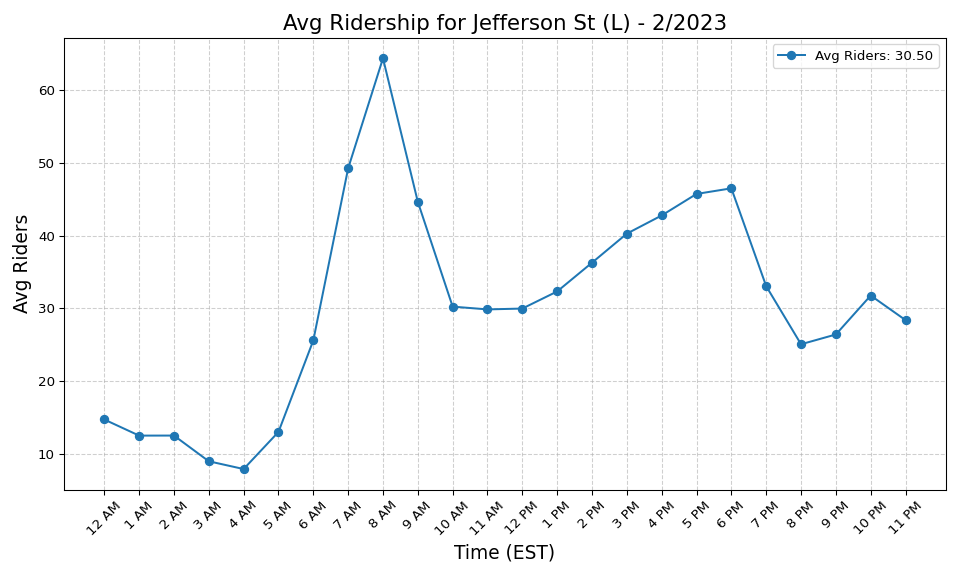 Avg Ridership for Jefferson St (L) - 2/2023
Avg Riders: 30.50
Avg Riders
60
50
40
30
20
10
12 AM
1 AM
2 AM
3 AM
4 AM
5 AM
6 AM
7 AM
8 AM
9 AM
10 AM
11 AM
12 PM
1 PM
2 PM
3 PM
4 PM
5 PM
6 PM
7 PM
8 PM
9 PM
10 PM
11 PM
Time (EST)